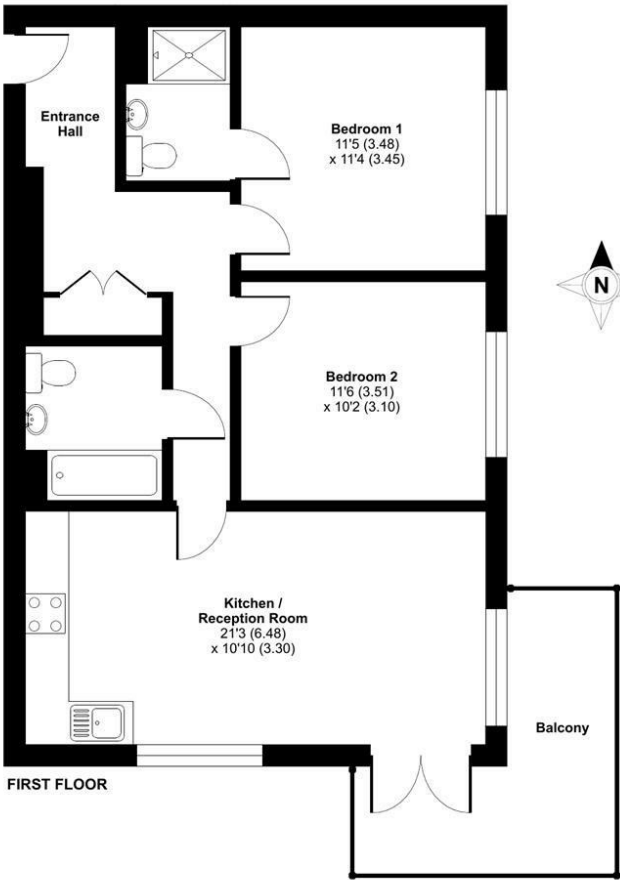 Entrance
Hall
Bedroom 1
11'5 (3.48)
x 11'4 (3.45)
N
Bedroom 2
11'6 (3.51)
x 10'2 (3.10)
Kitchen /
Reception Room
21'3 (6.48)
x 10'10 (3.30)
Balcony
FIRST FLOOR